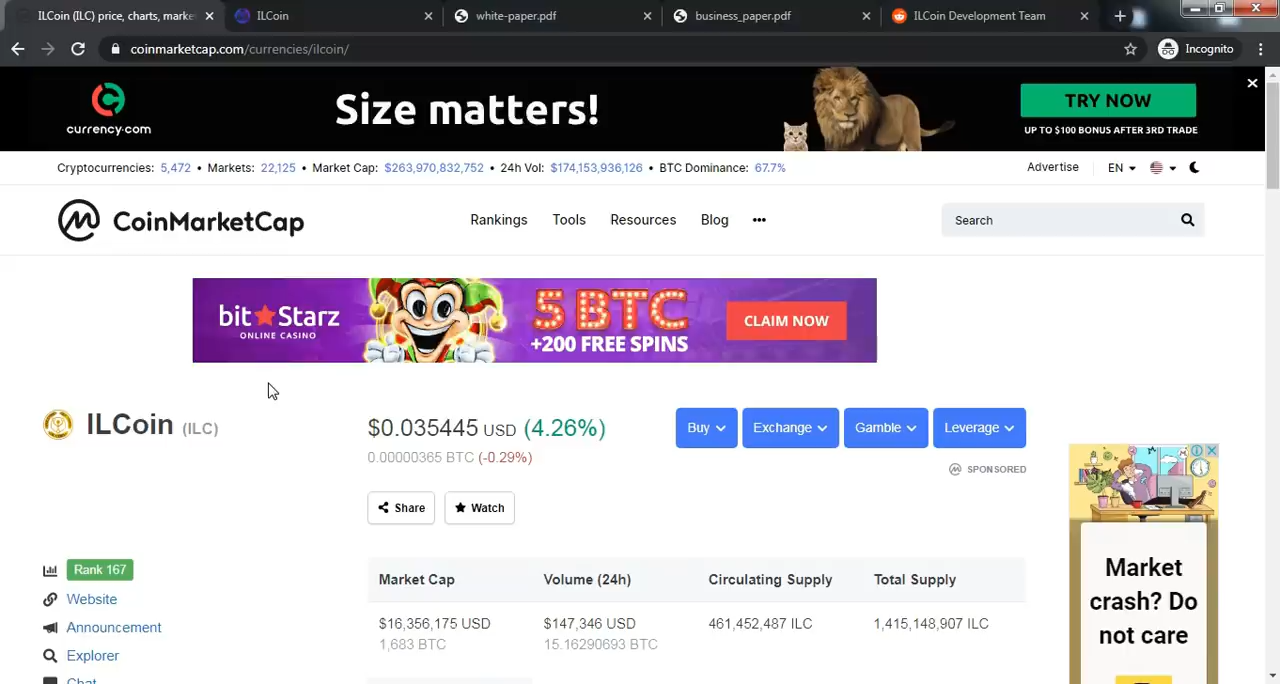 ILCoin (ILC) price, charts, marke
ILCoin
white-paper.pdf
business_paper.pdf
ILCoin Development Team
coinmarketcap.com/currencies/ilcoin/
Incognito
currency.com
Size matters!
TRY NOW
UP TO $100 BONUS AFTER 3RD TRADE
Cryptocurrencies: 5,472 • Markets: 22,125 • Market Cap: $263,970,832,752 • 24h Vol: $174,153,936,126 • BTC Dominance: 67.7%
Advertise
EN
CoinMarketCap
Rankings
Tools
Resources
Blog
•••
Search
bit Starz
ONLINE CASINO
5 BTC
+200 FREE SPINS
CLAIM NOW
ILCoin (ILC)
$0.035445 USD (4.26%)
0.00000365 BTC (-0.29%)
Buy
Exchange
Gamble
Leverage
SPONSORED
Share
Watch
Rank 167
Website
Announcement
Explorer
Chat
Market Cap
Volume (24h)
Circulating Supply
Total Supply
$16,356,175 USD
$147,346 USD
461,452,487 ILC
1,415,148,907 ILC
1,683 BTC
15.16290693 BTC
Market
crash? Do
not care